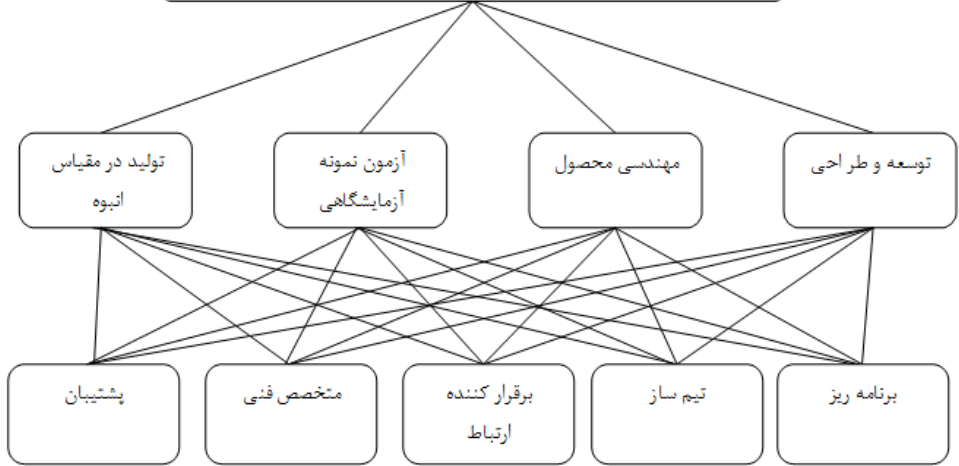 توسعه و طراحی
مهندسی محصول
آزمون نمونه
آزمایشگاهی
تولید در مقیاس
انبوه
برنامه ریز
تیم ساز
برقرار کننده
ارتباط
متخصص فنی
پشتیبان